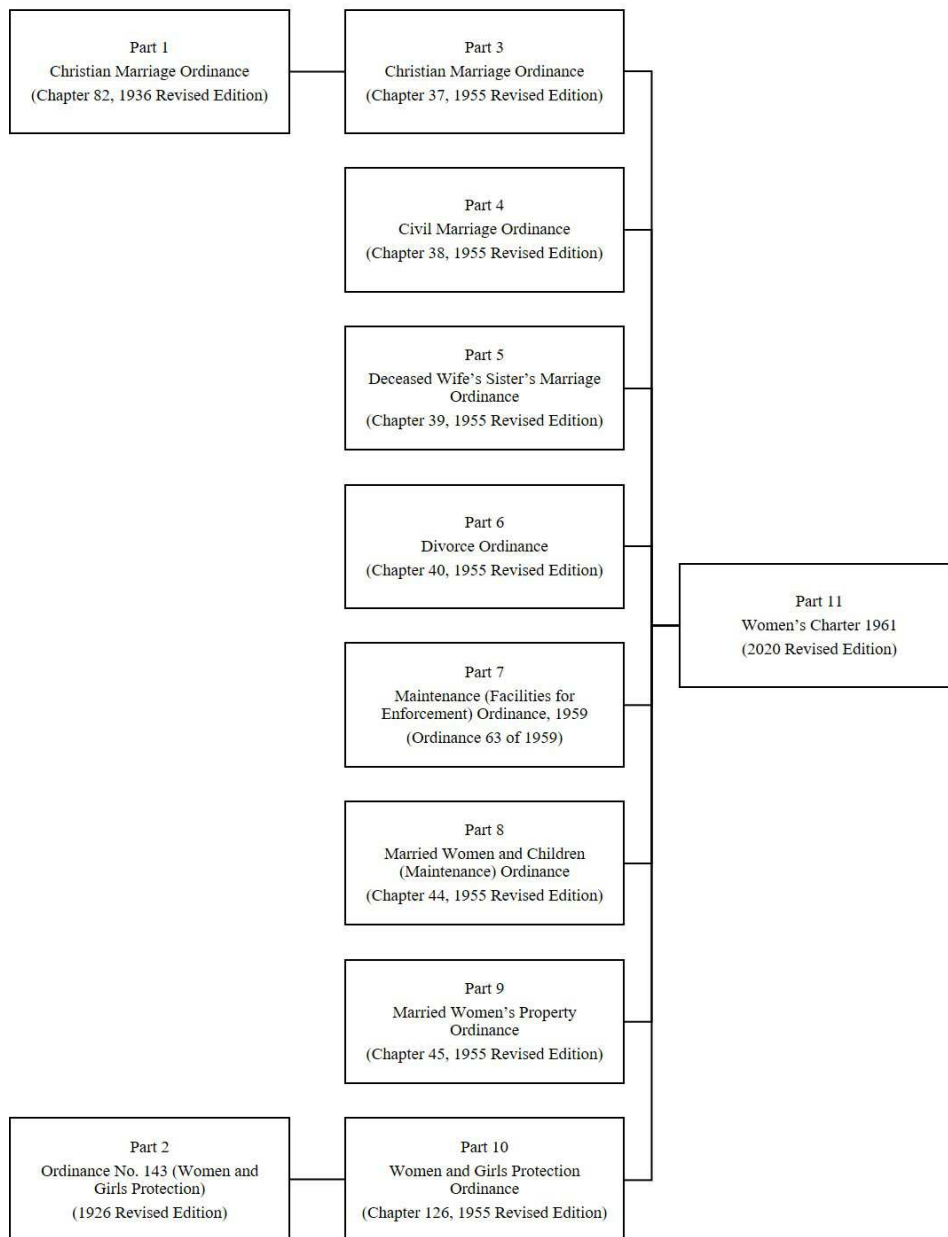 Part 1
Christian Marriage Ordinance
(Chapter 82, 1936 Revised Edition)
Part 3
Christian Marriage Ordinance
(Chapter 37, 1955 Revised Edition)
Part 4
Civil Marriage Ordinance
(Chapter 38, 1955 Revised Edition)
Part 5
Deceased Wife’s Sister’s Marriage
Ordinance
(Chapter 39, 1955 Revised Edition)
Part 6
Divorce Ordinance
(Chapter 40, 1955 Revised Edition)
Part 11
Women’s Charter 1961
(2020 Revised Edition)
Part 7
Maintenance (Facilities for
Enforcement) Ordinance, 1959
(Ordinance 63 of 1959)
Part 8
Married Women and Children
(Maintenance) Ordinance
(Chapter 44, 1955 Revised Edition)
Part 9
Married Women’s Property
Ordinance
(Chapter 45, 1955 Revised Edition)
Part 2
Ordinance No. 143 (Women and
Girls Protection)
(1926 Revised Edition)
Part 10
Women and Girls Protection
Ordinance
(Chapter 126, 1955 Revised Edition)